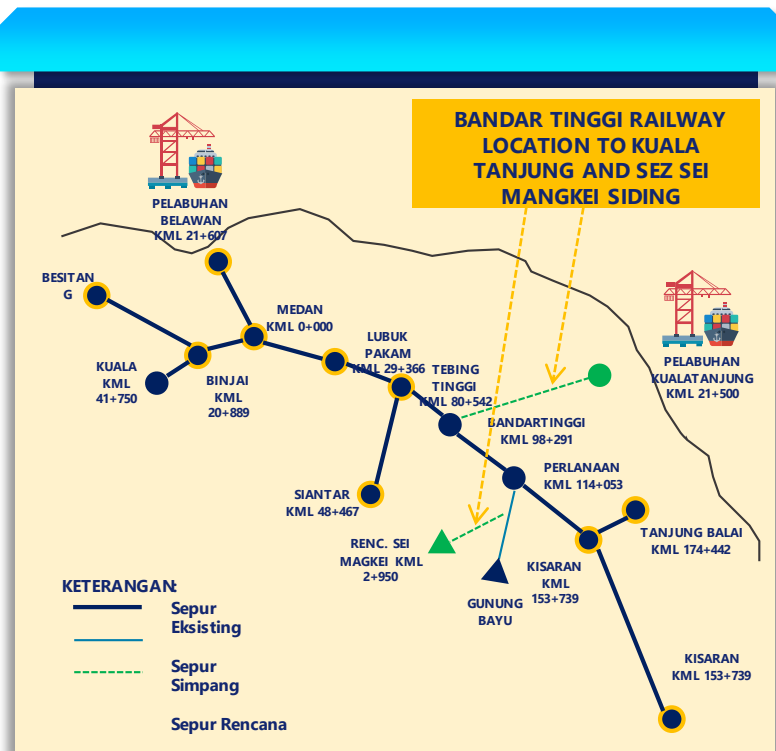 BANDAR TINGGI RAILWAY
LOCATION TO KUALA
TANJUNG AND SEZ SEI
MANGKEI SIDING
PELABUHAN
BELAWAN
KML 21+607
BESITAN
G
MEDAN
KML 0+000
KUALA
KML
41+750
BINJAI
KML
20+889
LUBUK
PAKAM
KML 29+366
TEBING
TINGGI
KML 80+542
PELABUHAN
KUALATANJUNG
KML 21+500
BANDARTINGGI
KML 98+291
PERLANAAN
KML 114+053
SIANTAR
KML 48+467
TANJUNG BALAI
KML 174+442
RENC. SEI
MAGKEI KML
2+950
KISARAN
KML
153+739
GUNUNG
BAYU
KISARAN
KML 153+739
KETERANGAN:
Sepur
Eksisting
Sepur
Simpang
Sepur Rencana